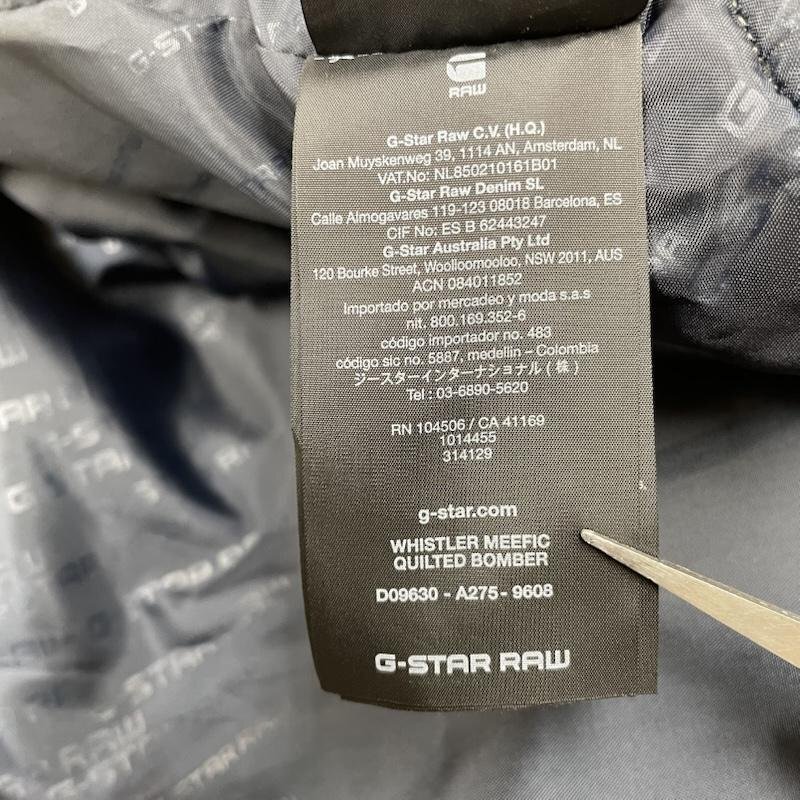 RAW
G-Star Raw C.V. (H.Q.)
Joan Muyskenweg 39, 1114 AN, Amsterdam, NL
VAT.No: NL850210161B01
G-Star Raw Denim SL
Calle Almogavares 119-123 08018 Barcelona, ES
CIF No: ES B 62443247
G-Star Australia Pty Ltd
120 Bourke Street, Woolloomooloo, NSW 2011, AUS
ACN 084011852
Importado por mercadeo y moda s.a.s
nit. 800.169.352-6
código importador no. 483
código sic no. 5887, medellin – Colombia
ジースターインターナショナル(株)
Tel : 03-6890-5620
RN 104506 / CA 41169
1014455
314129
g-star.com
WHISTLER MEEFIC
QUILTED BOMBER
D09630 - A275 - 9608
G-STAR RAW
G-STAR
STAR RAW